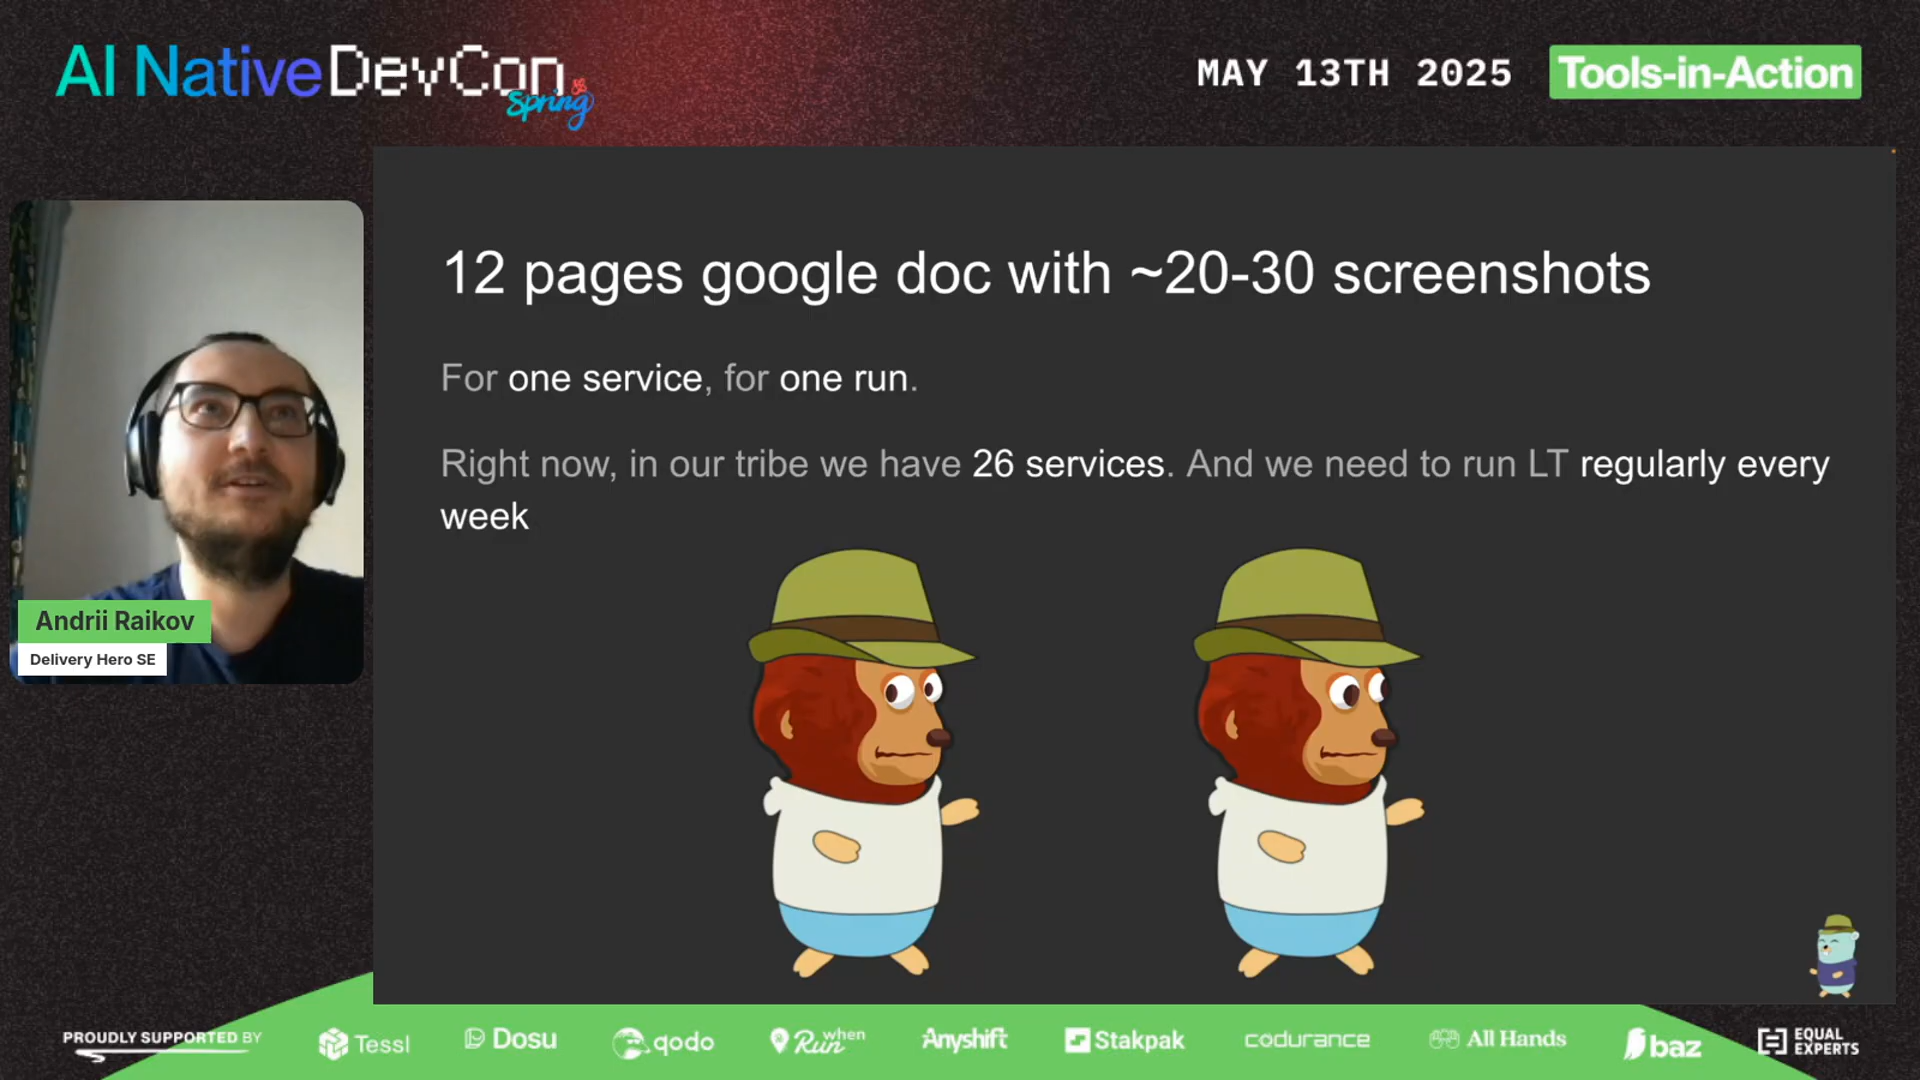 AI Native DevCon
Spring
MAY 13TH 2025
Tools-in-Action
12 pages google doc with ~20-30 screenshots
For one service, for one run.
Right now, in our tribe we have 26 services. And we need to run LT regularly every
week
Andrii Raikov
Delivery Hero SE
PROUDLY SUPPORTED BY
Tessl
Dosu
qodo
RunWhen
Anyshift
Stakpak
codurance
All Hands
baz
EQUAL
EXPERTS